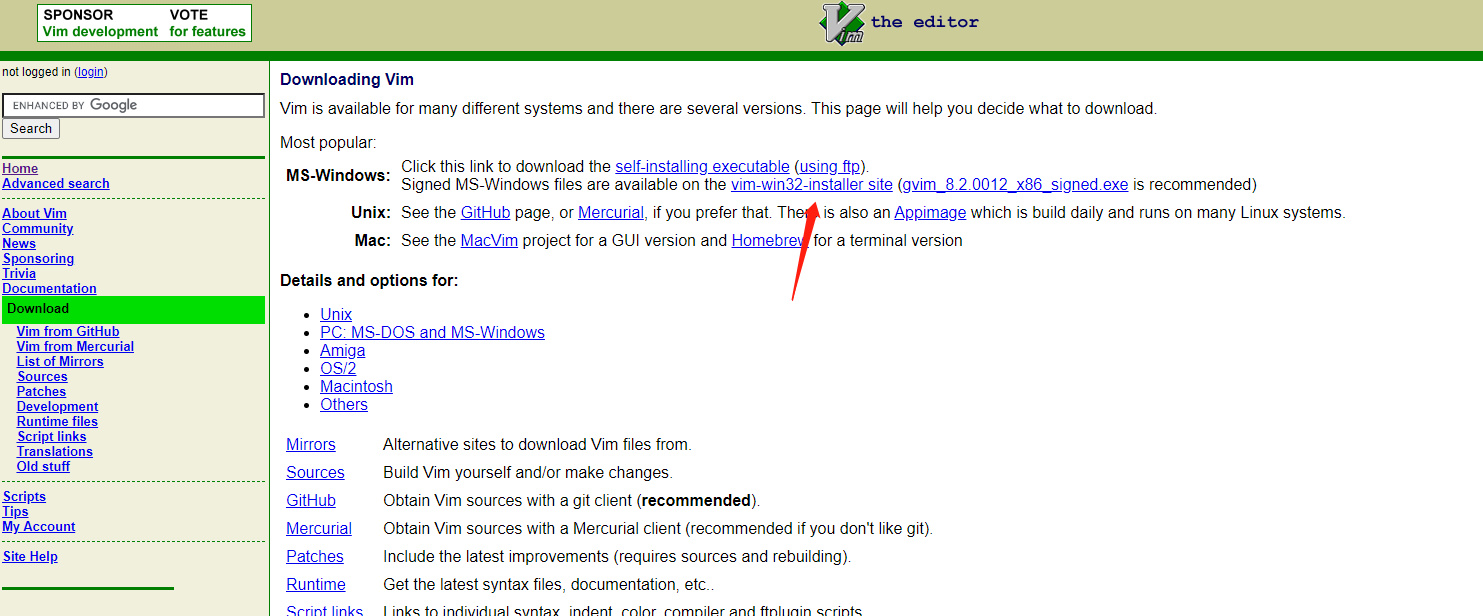 SPONSOR VOTE
Vim development for features
Vim the editor
not logged in (login)
ENHANCED BY Google
Search
Home
Advanced search
About Vim
Community
News
Sponsoring
Trivia
Documentation
Download
Vim from GitHub
Vim from Mercurial
List of Mirrors
Sources
Patches
Development
Runtime files
Script links
Translations
Old stuff
Scripts
Tips
My Account
Site Help
Downloading Vim
Vim is available for many different systems and there are several versions. This page will help you decide what to download.
Most popular:
MS-Windows: Click this link to download the self-installing executable (using ftp).
Signed MS-Windows files are available on the vim-win32-installer site (gvim_8.2.0012_x86_signed.exe is recommended)
Unix: See the GitHub page, or Mercurial, if you prefer that. There is also an Appimage which is build daily and runs on many Linux systems.
Mac: See the MacVim project for a GUI version and Homebrew for a terminal version
Details and options for:
• Unix
• PC: MS-DOS and MS-Windows
• Amiga
• OS/2
• Macintosh
• Others
Mirrors Alternative sites to download Vim files from.
Sources Build Vim yourself and/or make changes.
GitHub Obtain Vim sources with a git client (recommended).
Mercurial Obtain Vim sources with a Mercurial client (recommended if you don't like git).
Patches Include the latest improvements (requires sources and rebuilding).
Runtime Get the latest syntax files, documentation, etc..
Script links Links to individual syntax, indent, color, compiler and ftplugin scripts.